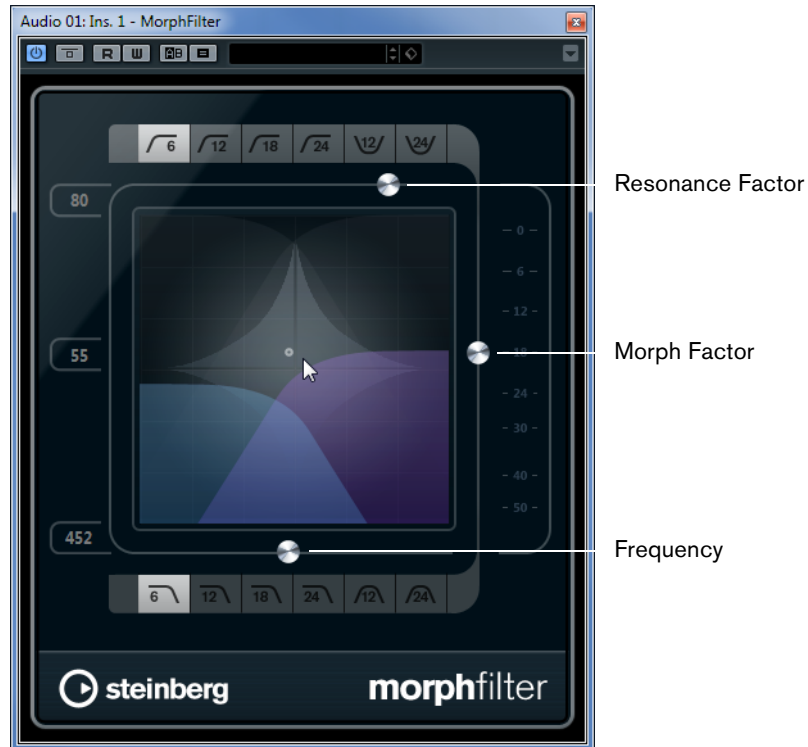 Audio 01: Ins. 1 - MorphFilter
R W AB
6 12 18 24 12 24
Resonance Factor
80
- 0 -
- 6 -
- 12 -
55
- 18 -
Morph Factor
- 24 -
- 30 -
- 40 -
- 50 -
452
Frequency
6 12 18 24 12 24
steinberg morphfilter